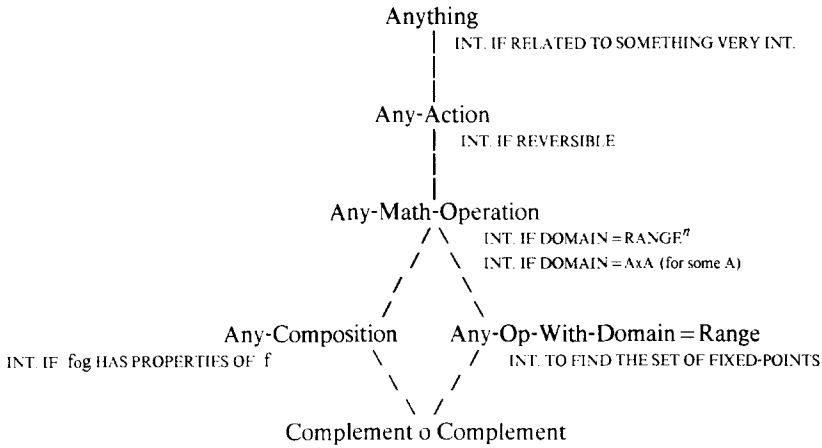 Anything
INT. IF RELATED TO SOMETHING VERY INT.
Any-Action
INT. IF REVERSIBLE
Any-Math-Operation
INT. IF DOMAIN = RANGEⁿ
INT. IF DOMAIN = AxA (for some A)
Any-Composition
Any-Op-With-Domain = Range
INT. IF fog HAS PROPERTIES OF f
INT. TO FIND THE SET OF FIXED-POINTS
Complement o Complement